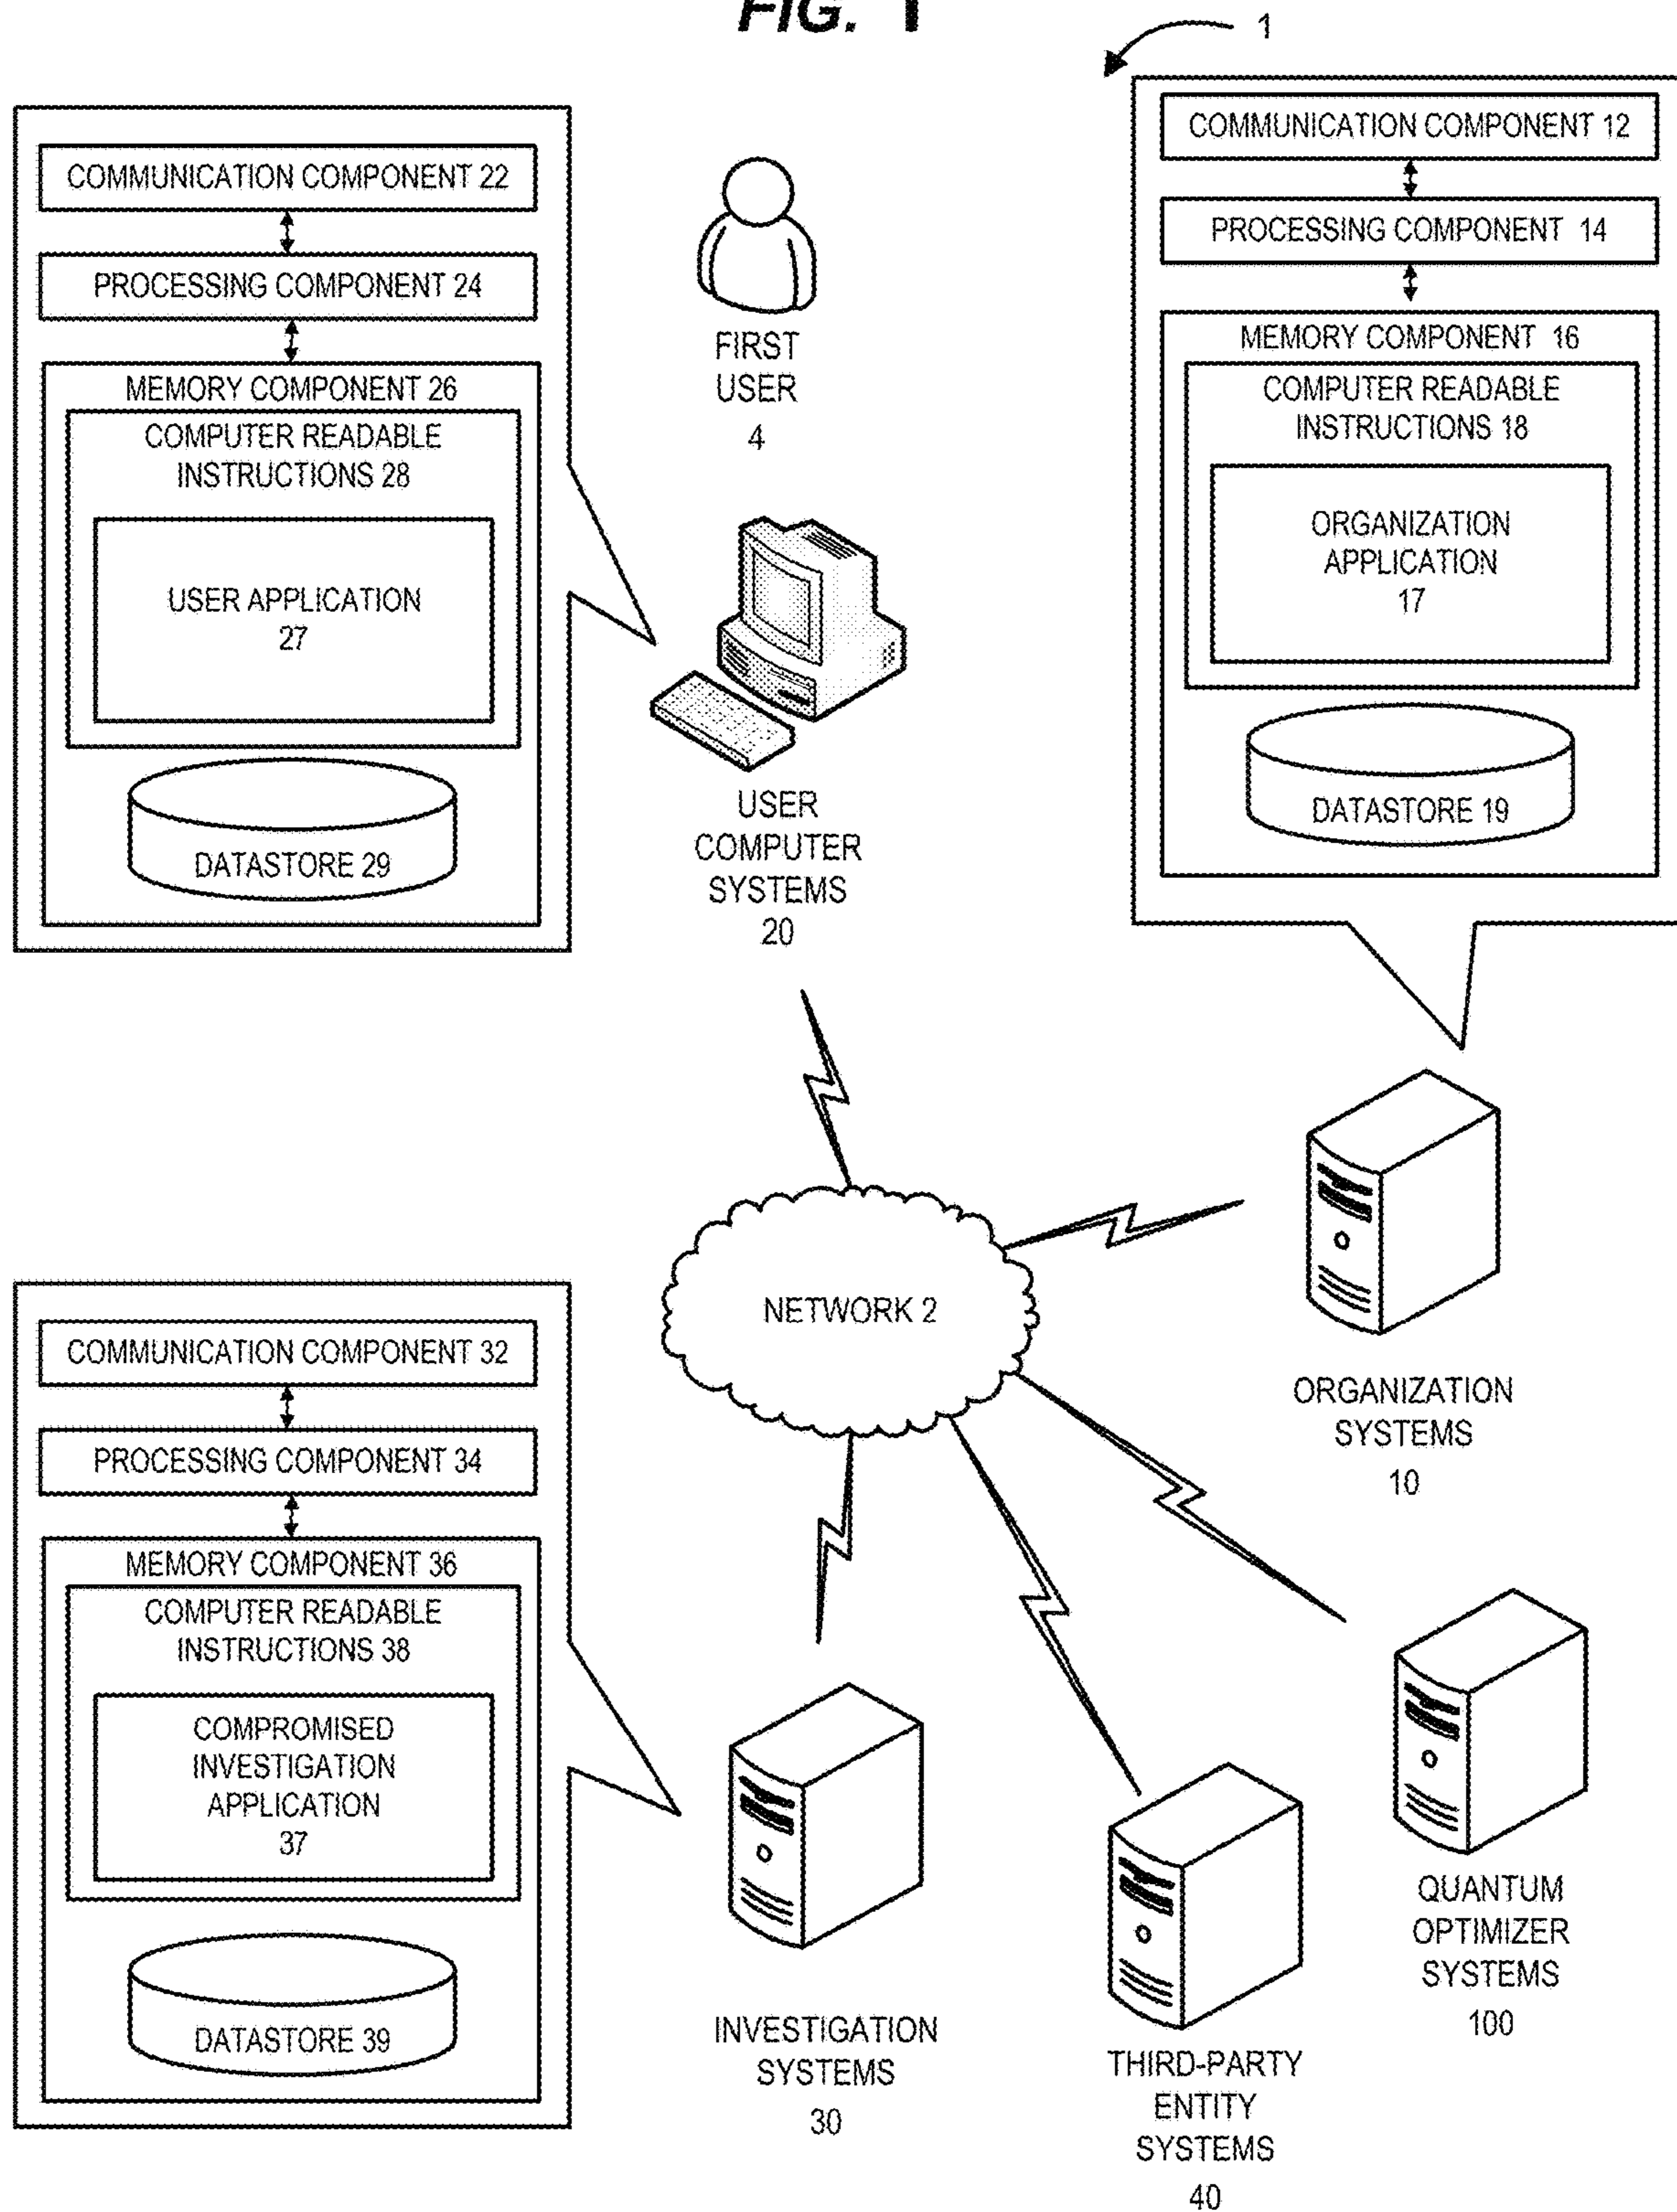 FIG. 1
1
COMMUNICATION COMPONENT 22
PROCESSING COMPONENT 24
MEMORY COMPONENT 26
COMPUTER READABLE
INSTRUCTIONS 28
USER APPLICATION
27
DATASTORE 29
FIRST
USER
4
USER
COMPUTER
SYSTEMS
20
COMMUNICATION COMPONENT 12
PROCESSING COMPONENT 14
MEMORY COMPONENT 16
COMPUTER READABLE
INSTRUCTIONS 18
ORGANIZATION
APPLICATION
17
DATASTORE 19
NETWORK 2
ORGANIZATION
SYSTEMS
10
COMMUNICATION COMPONENT 32
PROCESSING COMPONENT 34
MEMORY COMPONENT 36
COMPUTER READABLE
INSTRUCTIONS 38
COMPROMISED
INVESTIGATION
APPLICATION
37
DATASTORE 39
INVESTIGATION
SYSTEMS
30
THIRD-PARTY
ENTITY
SYSTEMS
40
QUANTUM
OPTIMIZER
SYSTEMS
100